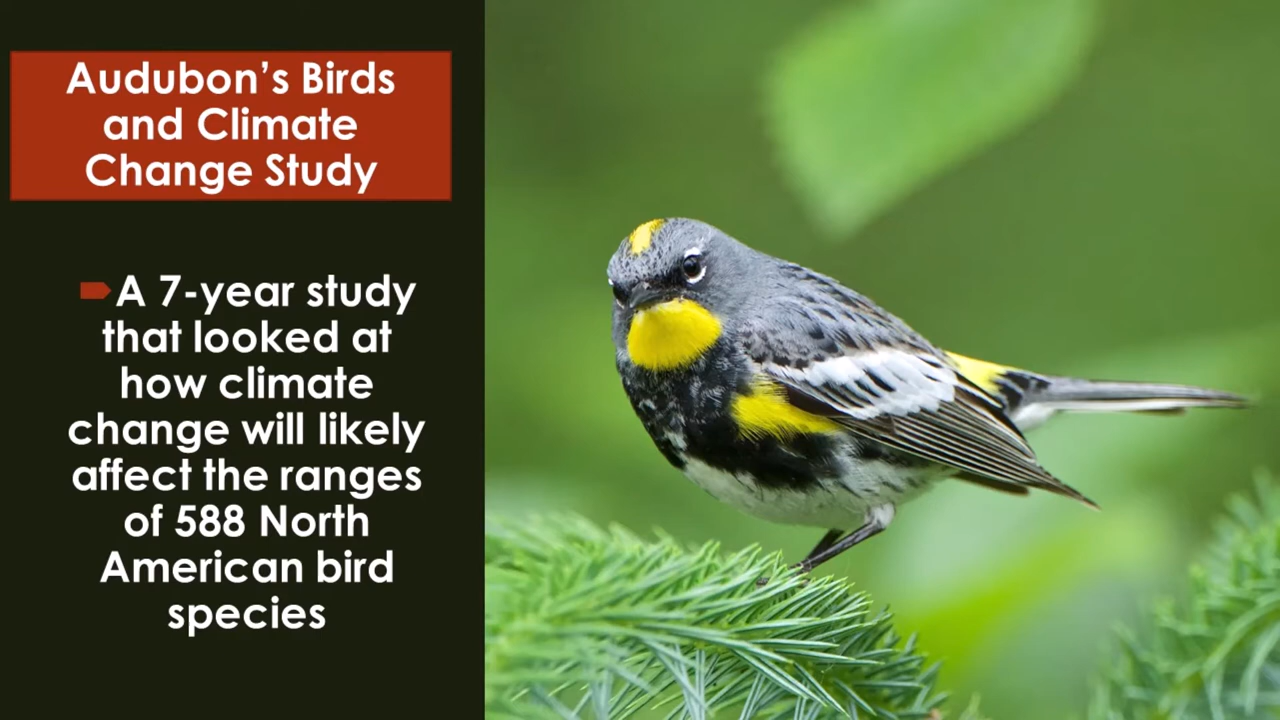 Audubon’s Birds
and Climate
Change Study
A 7-year study
that looked at
how climate
change will likely
affect the ranges
of 588 North
American bird
species